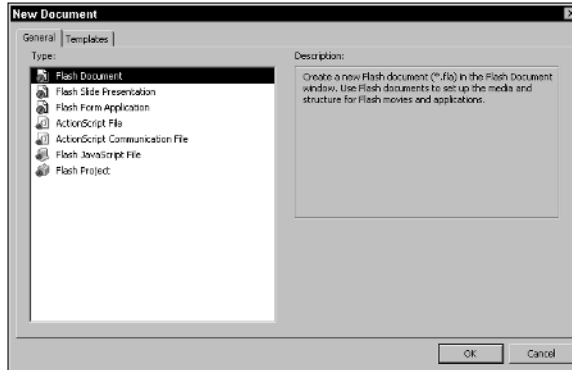 New Document
General Templates
Type:
Flash Document
Flash Slide Presentation
Flash Form Application
ActionScript File
ActionScript Communication File
Flash JavaScript File
Flash Project
Description:
Create a new Flash document (*.fla) in the Flash Document
window. Use Flash documents to set up the media and
structure for Flash movies and applications.
OK Cancel